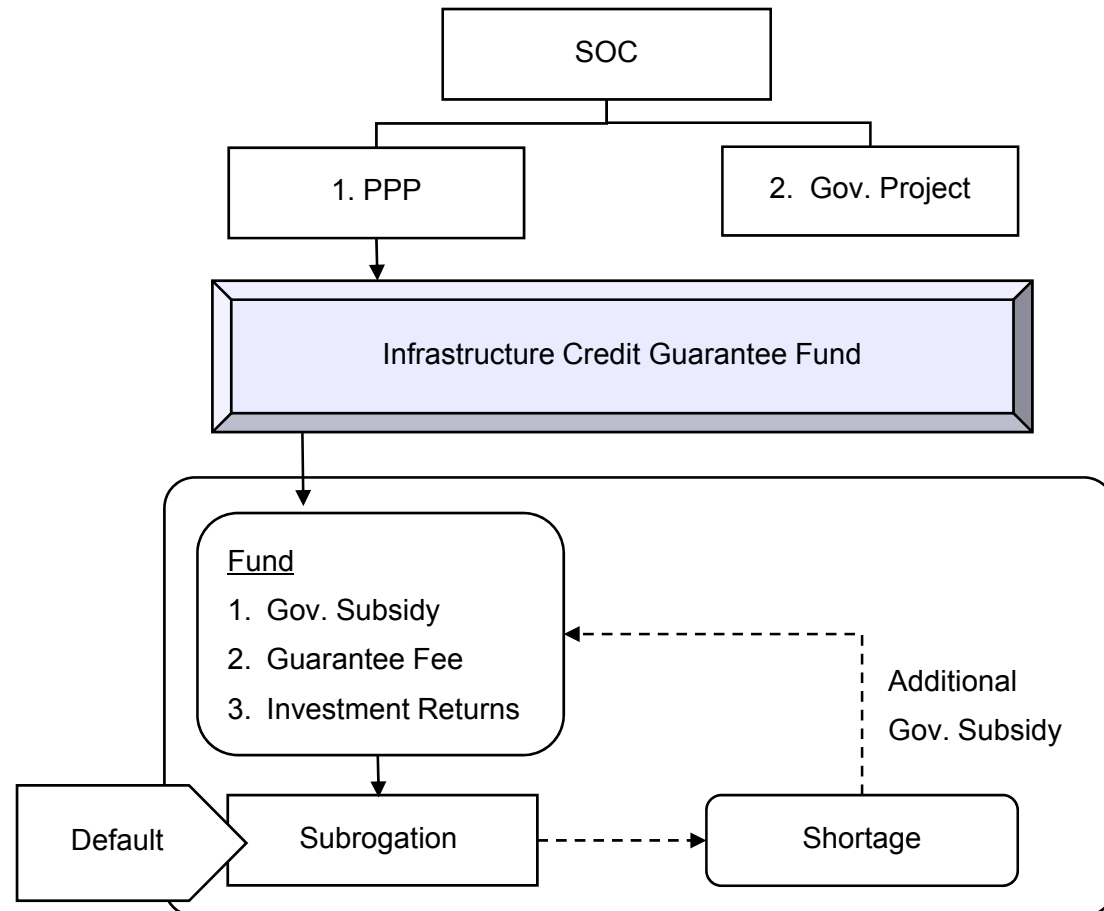 SOC
1. PPP
2. Gov. Project
Infrastructure Credit Guarantee Fund
Fund
1. Gov. Subsidy
2. Guarantee Fee
3. Investment Returns
Additional
Gov. Subsidy
Default
Subrogation
Shortage